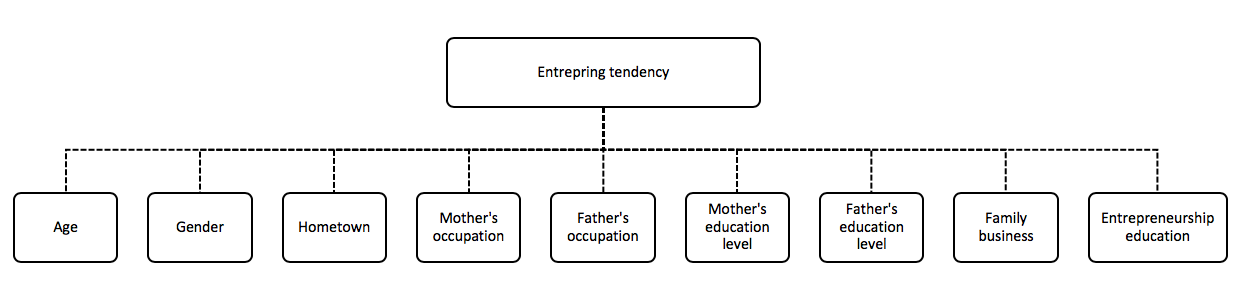 Entrepring tendency
Age
Gender
Hometown
Mother's
occupation
Father's
occupation
Mother's
education
level
Father's
education
level
Family
business
Entrepreneurship
education